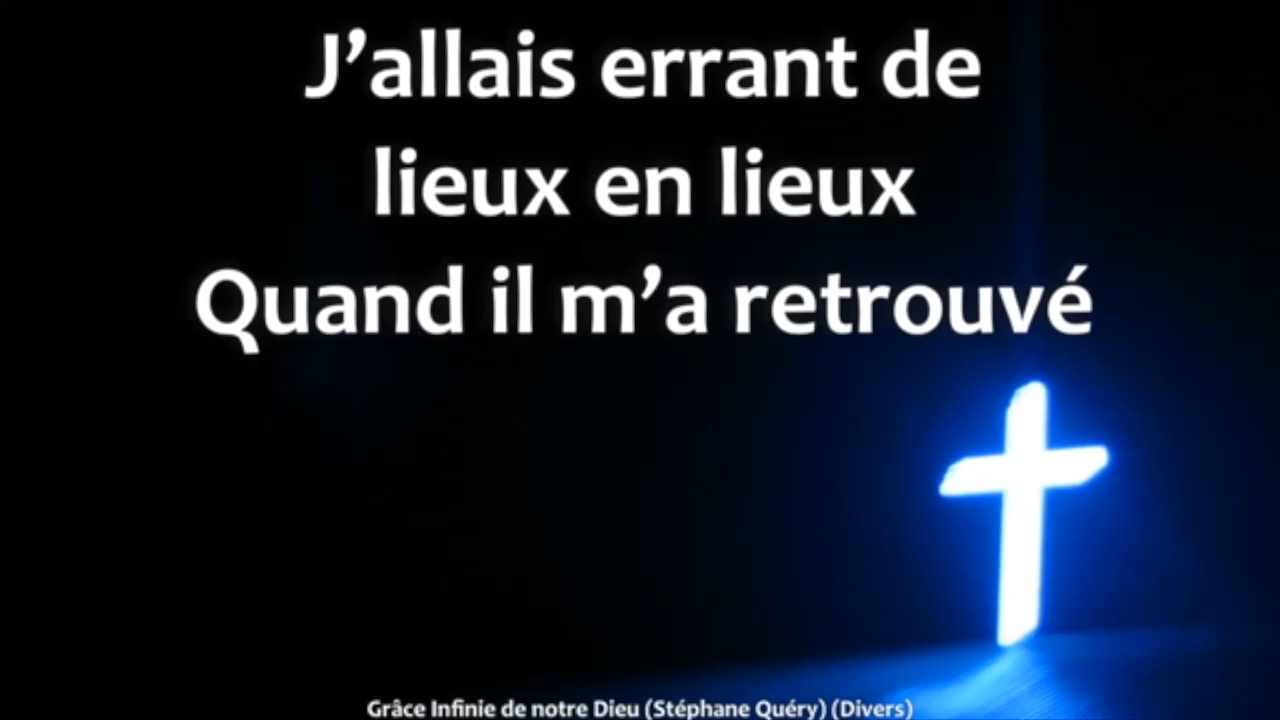 J’allais errant de
lieux en lieux
Quand il m’a retrouvé
Grâce Infinie de notre Dieu (Stéphane Quéry) (Divers)